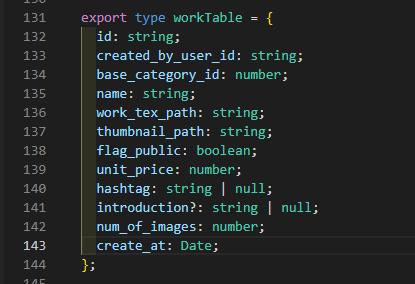 131 export type workTable = {
132 id: string;
133 created_by_user_id: string;
134 base_category_id: number;
135 name: string;
136 work_tex_path: string;
137 thumbnail_path: string;
138 flag_public: boolean;
139 unit_price: number;
140 hashtag: string | null;
141 introduction?: string | null;
142 num_of_images: number;
143 create_at: Date;
144 };